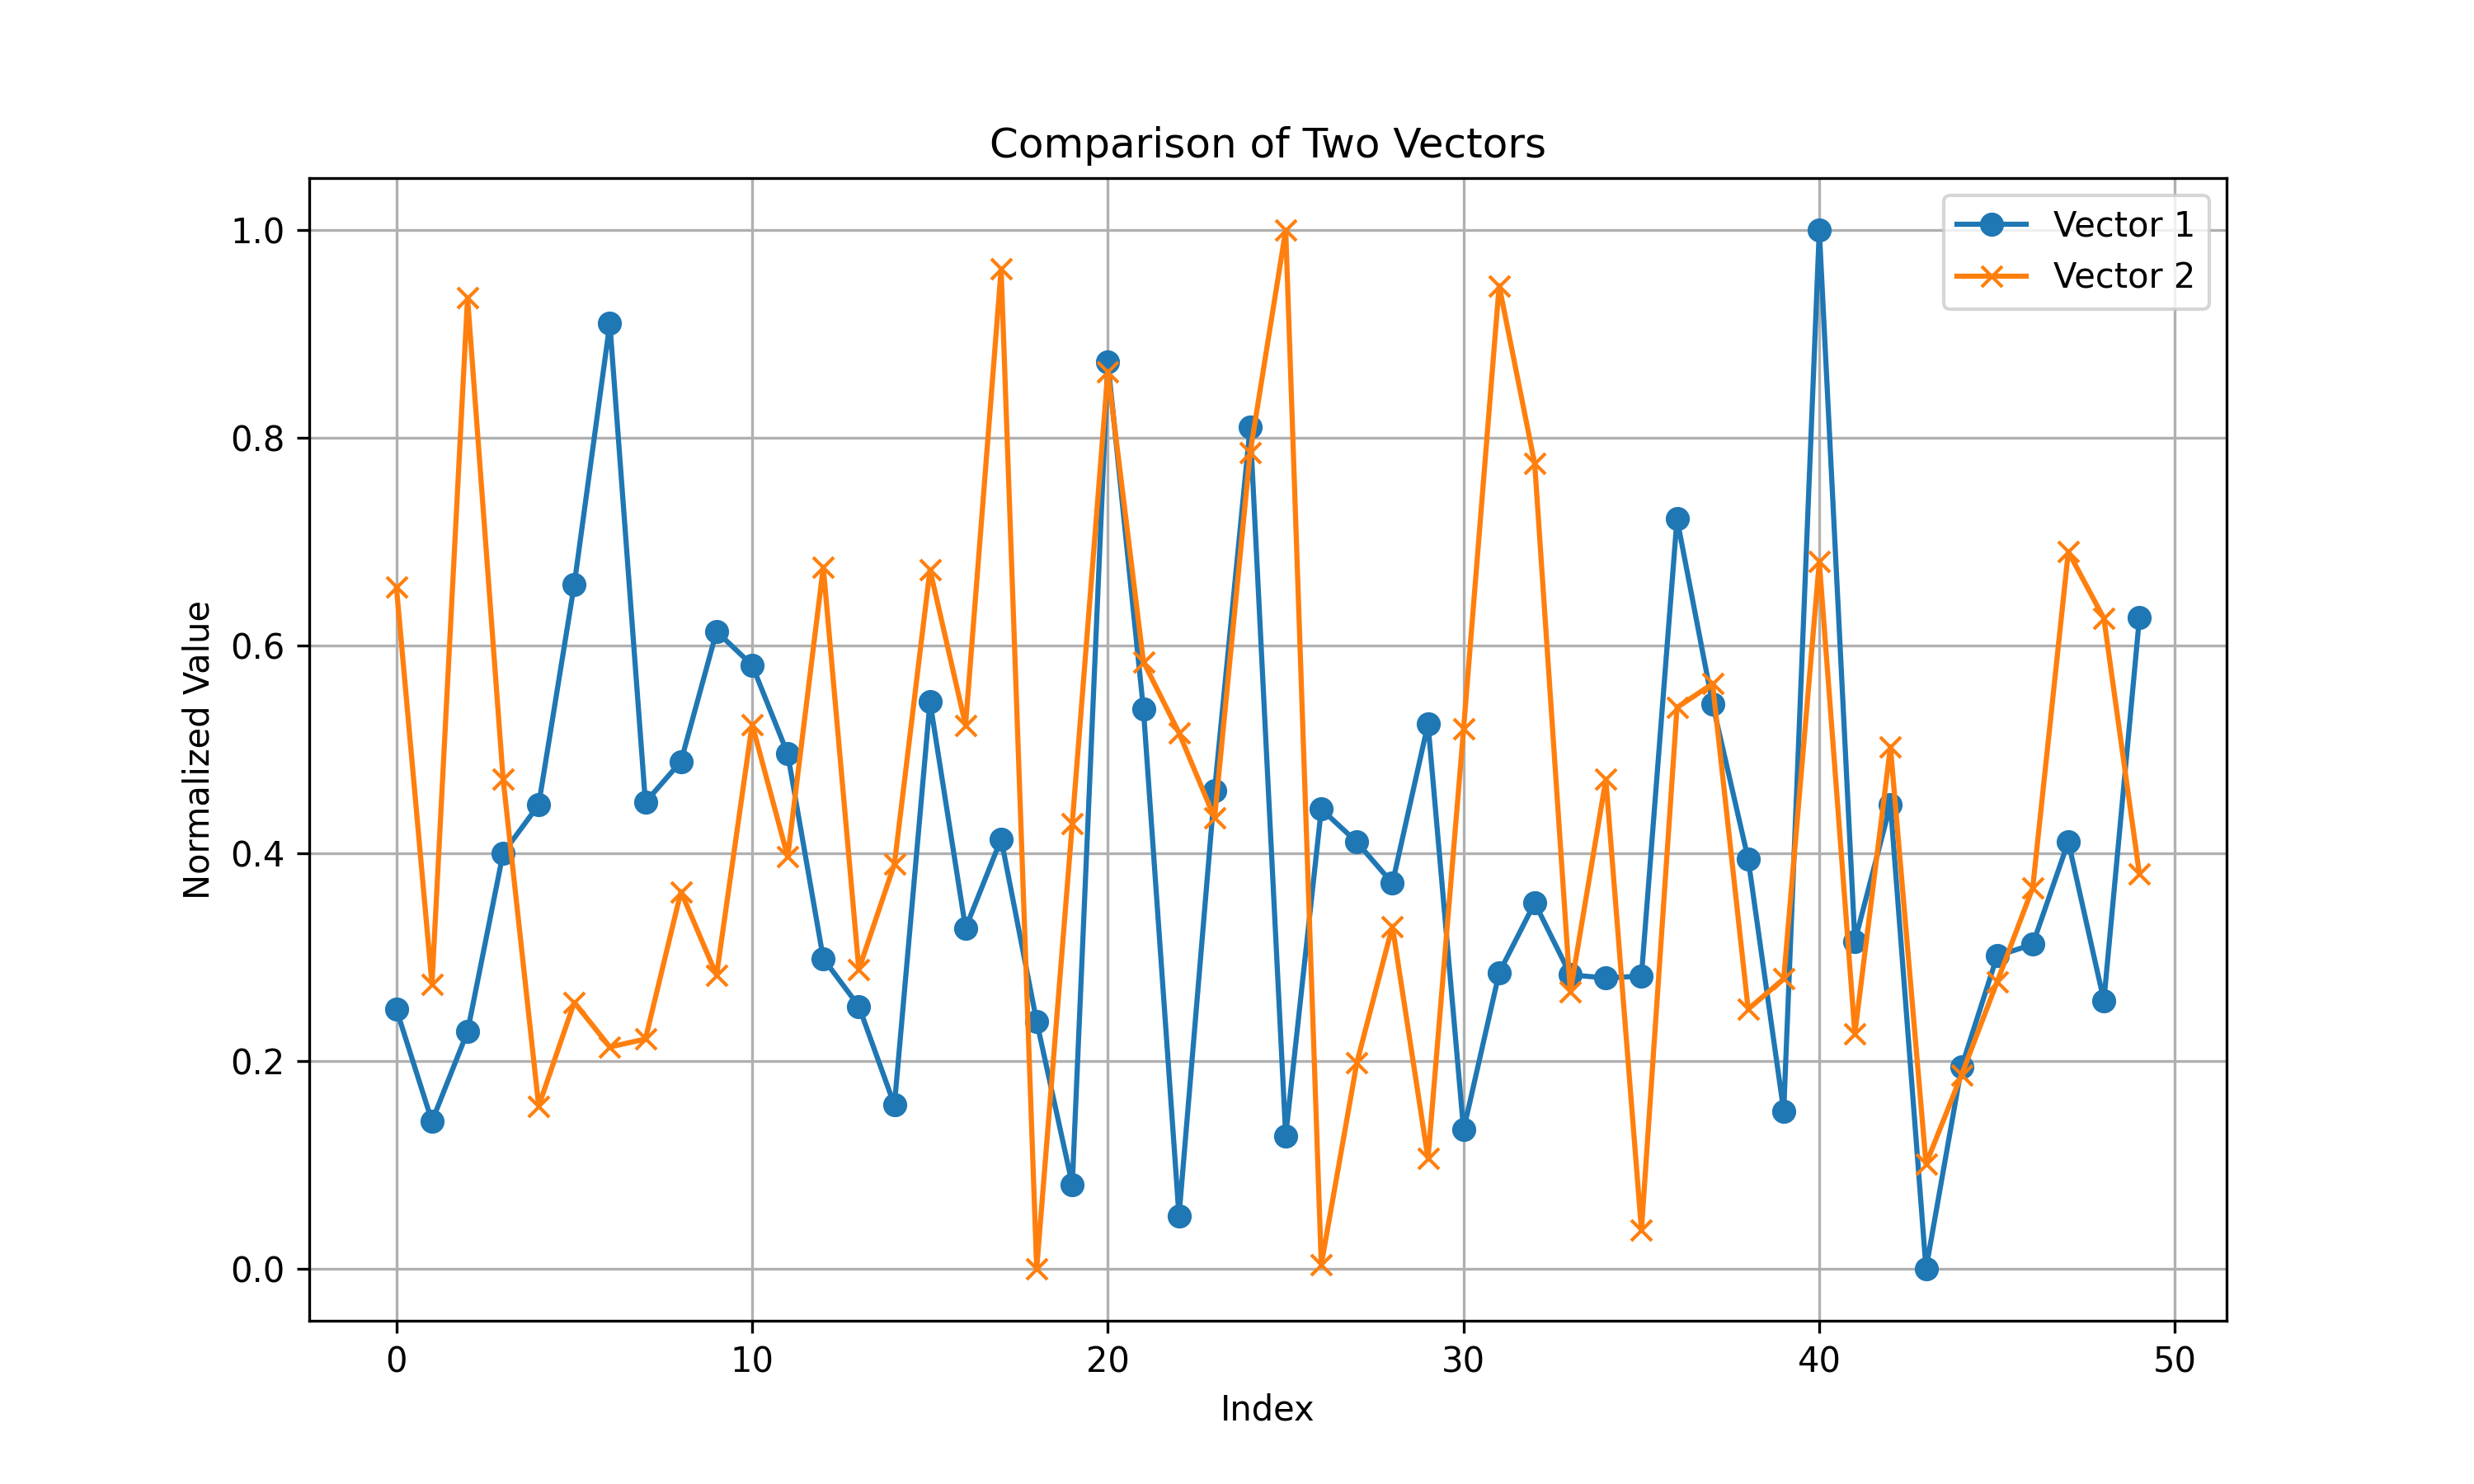 Comparison of Two Vectors
Vector 1
Vector 2
Normalized Value
1.0
0.8
0.6
0.4
0.2
0.0
0 10 20 30 40 50
Index